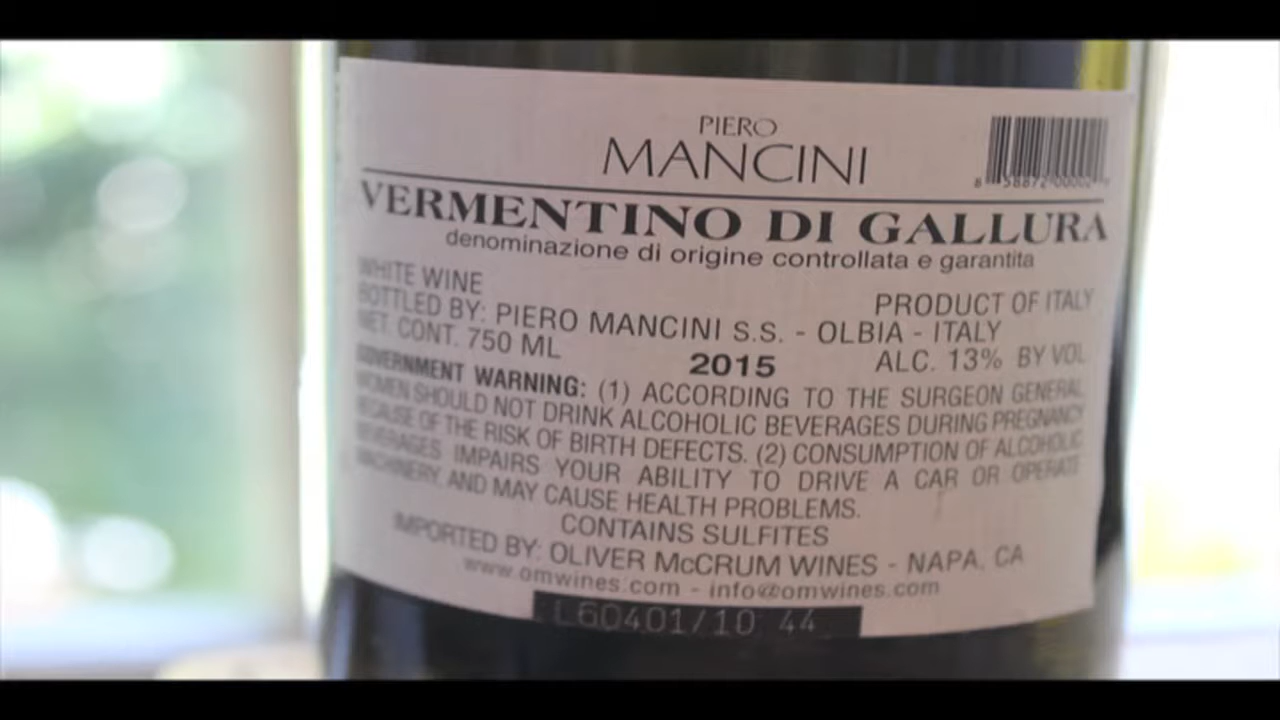 PIERO
MANCINI
VERMENTINO DI GALLURA
denominazione di origine controllata e garantita
WHITE WINE
PRODUCT OF ITALY
BOTTLED BY: PIERO MANCINI S.S. - OLBIA - ITALY
NET. CONT. 750 ML
2015
ALC. 13% BY VOL
GOVERNMENT WARNING: (1) ACCORDING TO THE SURGEON GENERAL
WOMEN SHOULD NOT DRINK ALCOHOLIC BEVERAGES DURING PREGNANCY
BECAUSE OF THE RISK OF BIRTH DEFECTS. (2) CONSUMPTION OF ALCOHOLIC
BEVERAGES IMPAIRS YOUR ABILITY TO DRIVE A CAR OR OPERATE
MACHINERY, AND MAY CAUSE HEALTH PROBLEMS.
CONTAINS SULFITES
IMPORTED BY: OLIVER McCRUM WINES - NAPA, CA
www.omwines.com - info@omwines.com
L60401/10 44